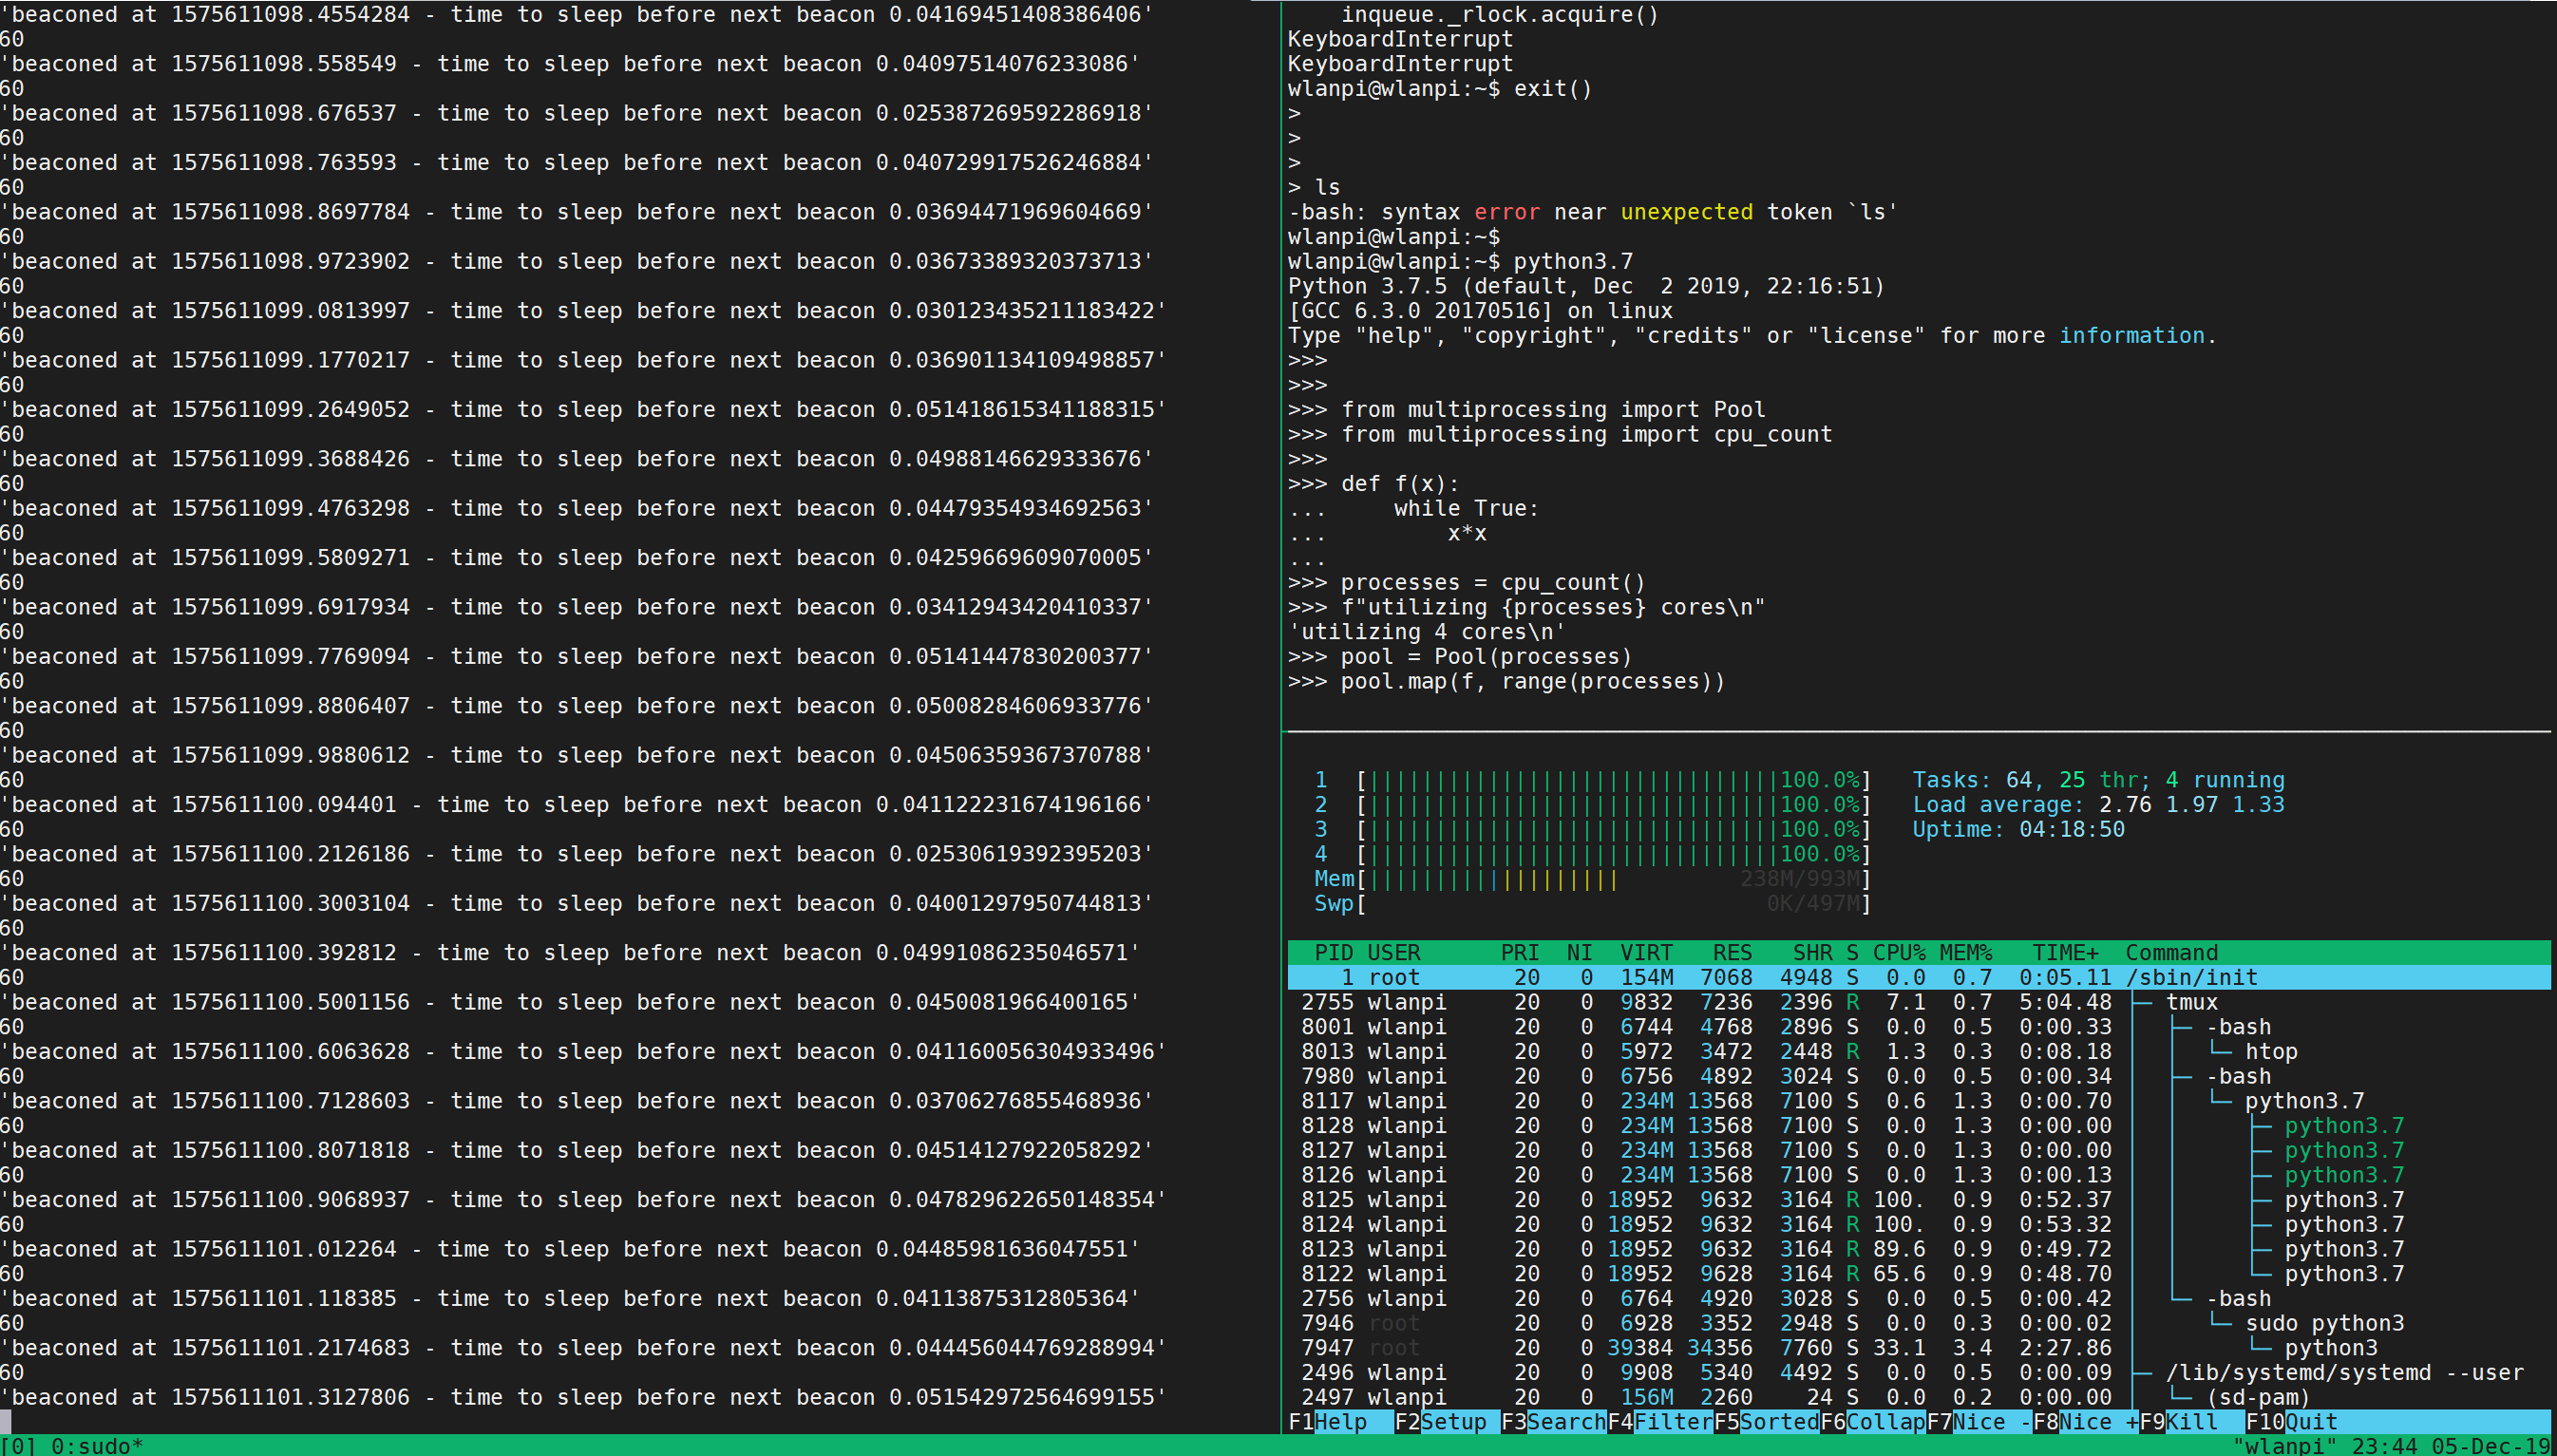 'beaconed at 1575611098.4554284 - time to sleep before next beacon 0.04169451408386406'
60
'beaconed at 1575611098.558549 - time to sleep before next beacon 0.04097514076233086'
60
'beaconed at 1575611098.676537 - time to sleep before next beacon 0.025387269592286918'
60
'beaconed at 1575611098.763593 - time to sleep before next beacon 0.040729917526246884'
60
'beaconed at 1575611098.8697784 - time to sleep before next beacon 0.03694471969604669'
60
'beaconed at 1575611098.9723902 - time to sleep before next beacon 0.03673389320373713'
60
'beaconed at 1575611099.0813997 - time to sleep before next beacon 0.030123435211183422'
60
'beaconed at 1575611099.1770217 - time to sleep before next beacon 0.036901134109498857'
60
'beaconed at 1575611099.2649052 - time to sleep before next beacon 0.051418615341188315'
60
'beaconed at 1575611099.3688426 - time to sleep before next beacon 0.04988146629333676'
60
'beaconed at 1575611099.4763298 - time to sleep before next beacon 0.04479354934692563'
60
'beaconed at 1575611099.5809271 - time to sleep before next beacon 0.04259669609070005'
60
'beaconed at 1575611099.6917934 - time to sleep before next beacon 0.03412943420410337'
60
'beaconed at 1575611099.7769094 - time to sleep before next beacon 0.05141447830200377'
60
'beaconed at 1575611099.8806407 - time to sleep before next beacon 0.05008284606933776'
60
'beaconed at 1575611099.9880612 - time to sleep before next beacon 0.04506359367370788'
60
'beaconed at 1575611100.094401 - time to sleep before next beacon 0.041122231674196166'
60
'beaconed at 1575611100.2126186 - time to sleep before next beacon 0.02530619392395203'
60
'beaconed at 1575611100.3003104 - time to sleep before next beacon 0.04001297950744813'
60
'beaconed at 1575611100.392812 - time to sleep before next beacon 0.04991086235046571'
60
'beaconed at 1575611100.5001156 - time to sleep before next beacon 0.0450081966400165'
60
'beaconed at 1575611100.6063628 - time to sleep before next beacon 0.041160056304933496'
60
'beaconed at 1575611100.7128603 - time to sleep before next beacon 0.03706276855468936'
60
'beaconed at 1575611100.8071818 - time to sleep before next beacon 0.04514127922058292'
60
'beaconed at 1575611100.9068937 - time to sleep before next beacon 0.047829622650148354'
60
'beaconed at 1575611101.012264 - time to sleep before next beacon 0.04485981636047551'
60
'beaconed at 1575611101.118385 - time to sleep before next beacon 0.04113875312805364'
60
'beaconed at 1575611101.2174683 - time to sleep before next beacon 0.044456044769288994'
60
'beaconed at 1575611101.3127806 - time to sleep before next beacon 0.051542972564699155'
    inqueue._rlock.acquire()
KeyboardInterrupt
KeyboardInterrupt
wlanpi@wlanpi:~$ exit()
>
>
>
> ls
-bash: syntax error near unexpected token `ls'
wlanpi@wlanpi:~$
wlanpi@wlanpi:~$ python3.7
Python 3.7.5 (default, Dec  2 2019, 22:16:51)
[GCC 6.3.0 20170516] on linux
Type "help", "copyright", "credits" or "license" for more information.
>>>
>>>
>>> from multiprocessing import Pool
>>> from multiprocessing import cpu_count
>>>
>>> def f(x):
...     while True:
...         x*x
...
>>> processes = cpu_count()
>>> f"utilizing {processes} cores\n"
'utilizing 4 cores\n'
>>> pool = Pool(processes)
>>> pool.map(f, range(processes))
1  [|||||||||||||||||||||||||||||||100.0%]   Tasks: 64, 25 thr; 4 running
2  [|||||||||||||||||||||||||||||||100.0%]   Load average: 2.76 1.97 1.33
3  [|||||||||||||||||||||||||||||||100.0%]   Uptime: 04:18:50
4  [|||||||||||||||||||||||||||||||100.0%]
Mem[|||||||||||||||||||         238M/993M]
Swp[                              0K/497M]
PID USER      PRI  NI  VIRT   RES   SHR S CPU% MEM%   TIME+  Command
1 root       20   0  154M  7068  4948 S  0.0  0.7  0:05.11 /sbin/init
2755 wlanpi     20   0  9832  7236  2396 R  7.1  0.7  5:04.48 ├─ tmux
8001 wlanpi     20   0  6744  4768  2896 S  0.0  0.5  0:00.33 │  ├─ -bash
8013 wlanpi     20   0  5972  3472  2448 R  1.3  0.3  0:08.18 │  │  └─ htop
7980 wlanpi     20   0  6756  4892  3024 S  0.0  0.5  0:00.34 │  ├─ -bash
8117 wlanpi     20   0  234M 13568  7100 S  0.6  1.3  0:00.70 │  │  └─ python3.7
8128 wlanpi     20   0  234M 13568  7100 S  0.0  1.3  0:00.00 │  │     ├─ python3.7
8127 wlanpi     20   0  234M 13568  7100 S  0.0  1.3  0:00.00 │  │     ├─ python3.7
8126 wlanpi     20   0  234M 13568  7100 S  0.0  1.3  0:00.13 │  │     ├─ python3.7
8125 wlanpi     20   0 18952  9632  3164 R 100.  0.9  0:52.37 │  │     ├─ python3.7
8124 wlanpi     20   0 18952  9632  3164 R 100.  0.9  0:53.32 │  │     ├─ python3.7
8123 wlanpi     20   0 18952  9632  3164 R 89.6  0.9  0:49.72 │  │     ├─ python3.7
8122 wlanpi     20   0 18952  9628  3164 R 65.6  0.9  0:48.70 │  │     └─ python3.7
2756 wlanpi     20   0  6764  4920  3028 S  0.0  0.5  0:00.42 │  └─ -bash
7946 root       20   0  6928  3352  2948 S  0.0  0.3  0:00.02 │     └─ sudo python3
7947 root       20   0 39384 34356  7760 S 33.1  3.4  2:27.86 │        └─ python3
2496 wlanpi     20   0  9908  5340  4492 S  0.0  0.5  0:00.09 ├─ /lib/systemd/systemd --user
2497 wlanpi     20   0  156M  2260    24 S  0.0  0.2  0:00.00 │  └─ (sd-pam)
F1Help  F2Setup F3SearchF4FilterF5SortedF6CollapF7Nice -F8Nice +F9Kill  F10Quit
[0] 0:sudo*    "wlanpi" 23:44 05-Dec-19